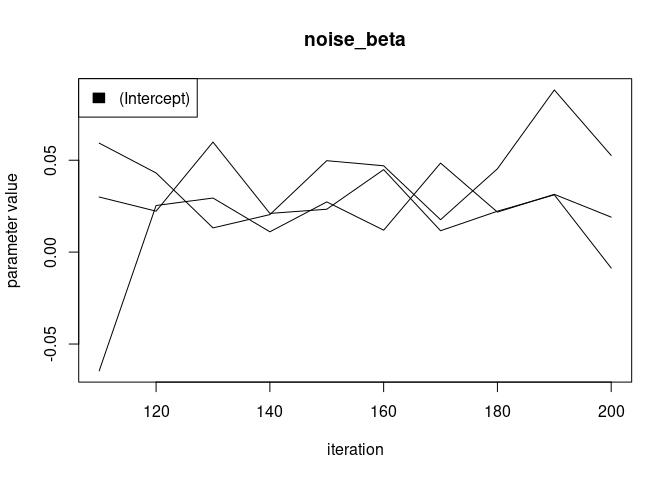 noise_beta
(Intercept)
parameter value
0.05
0.00
-0.05
120 140 160 180 200
iteration